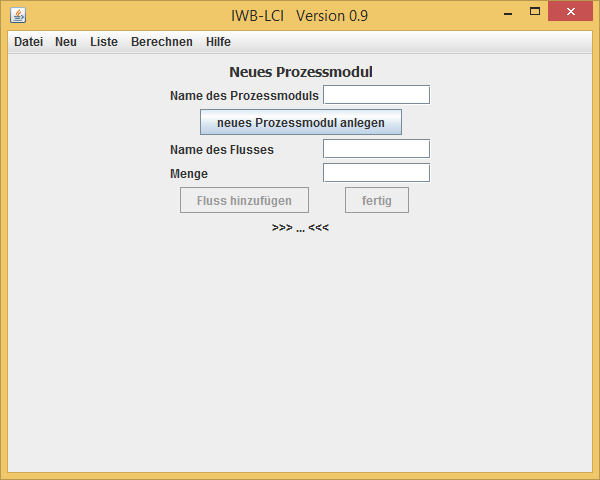 IWB-LCI Version 0.9
Datei Neu Liste Berechnen Hilfe
Neues Prozessmodul
Name des Prozessmoduls
neues Prozessmodul anlegen
Name des Flusses
Menge
Fluss hinzufügen fertig
>>> ... <<<